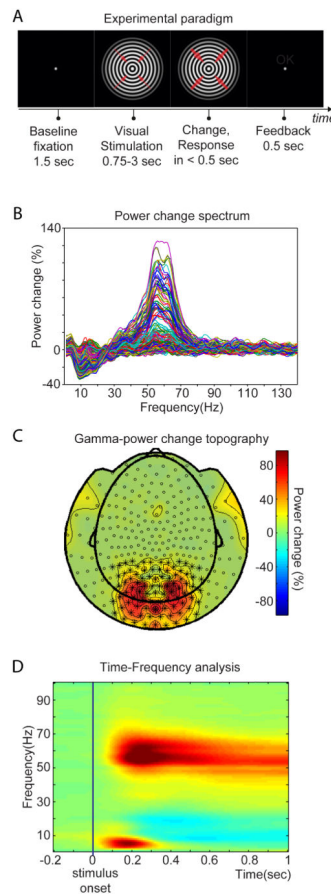 A
Experimental paradigm
OK
time
Baseline fixation 1.5 sec
Visual Stimulation 0.75-3 sec
Change, Response in < 0.5 sec
Feedback 0.5 sec
B
Power change spectrum
140
Power change (%)
0
-40
10 30 50 70 90 110 130
Frequency(Hz)
C
Gamma-power change topography
80
40
0
-40
-80
Power change (%)
D
Time-Frequency analysis
90
70
50
30
10
Frequency(Hz)
-0.2 0 0.2 0.4 0.6 0.8 1
stimulus onset
Time(sec)